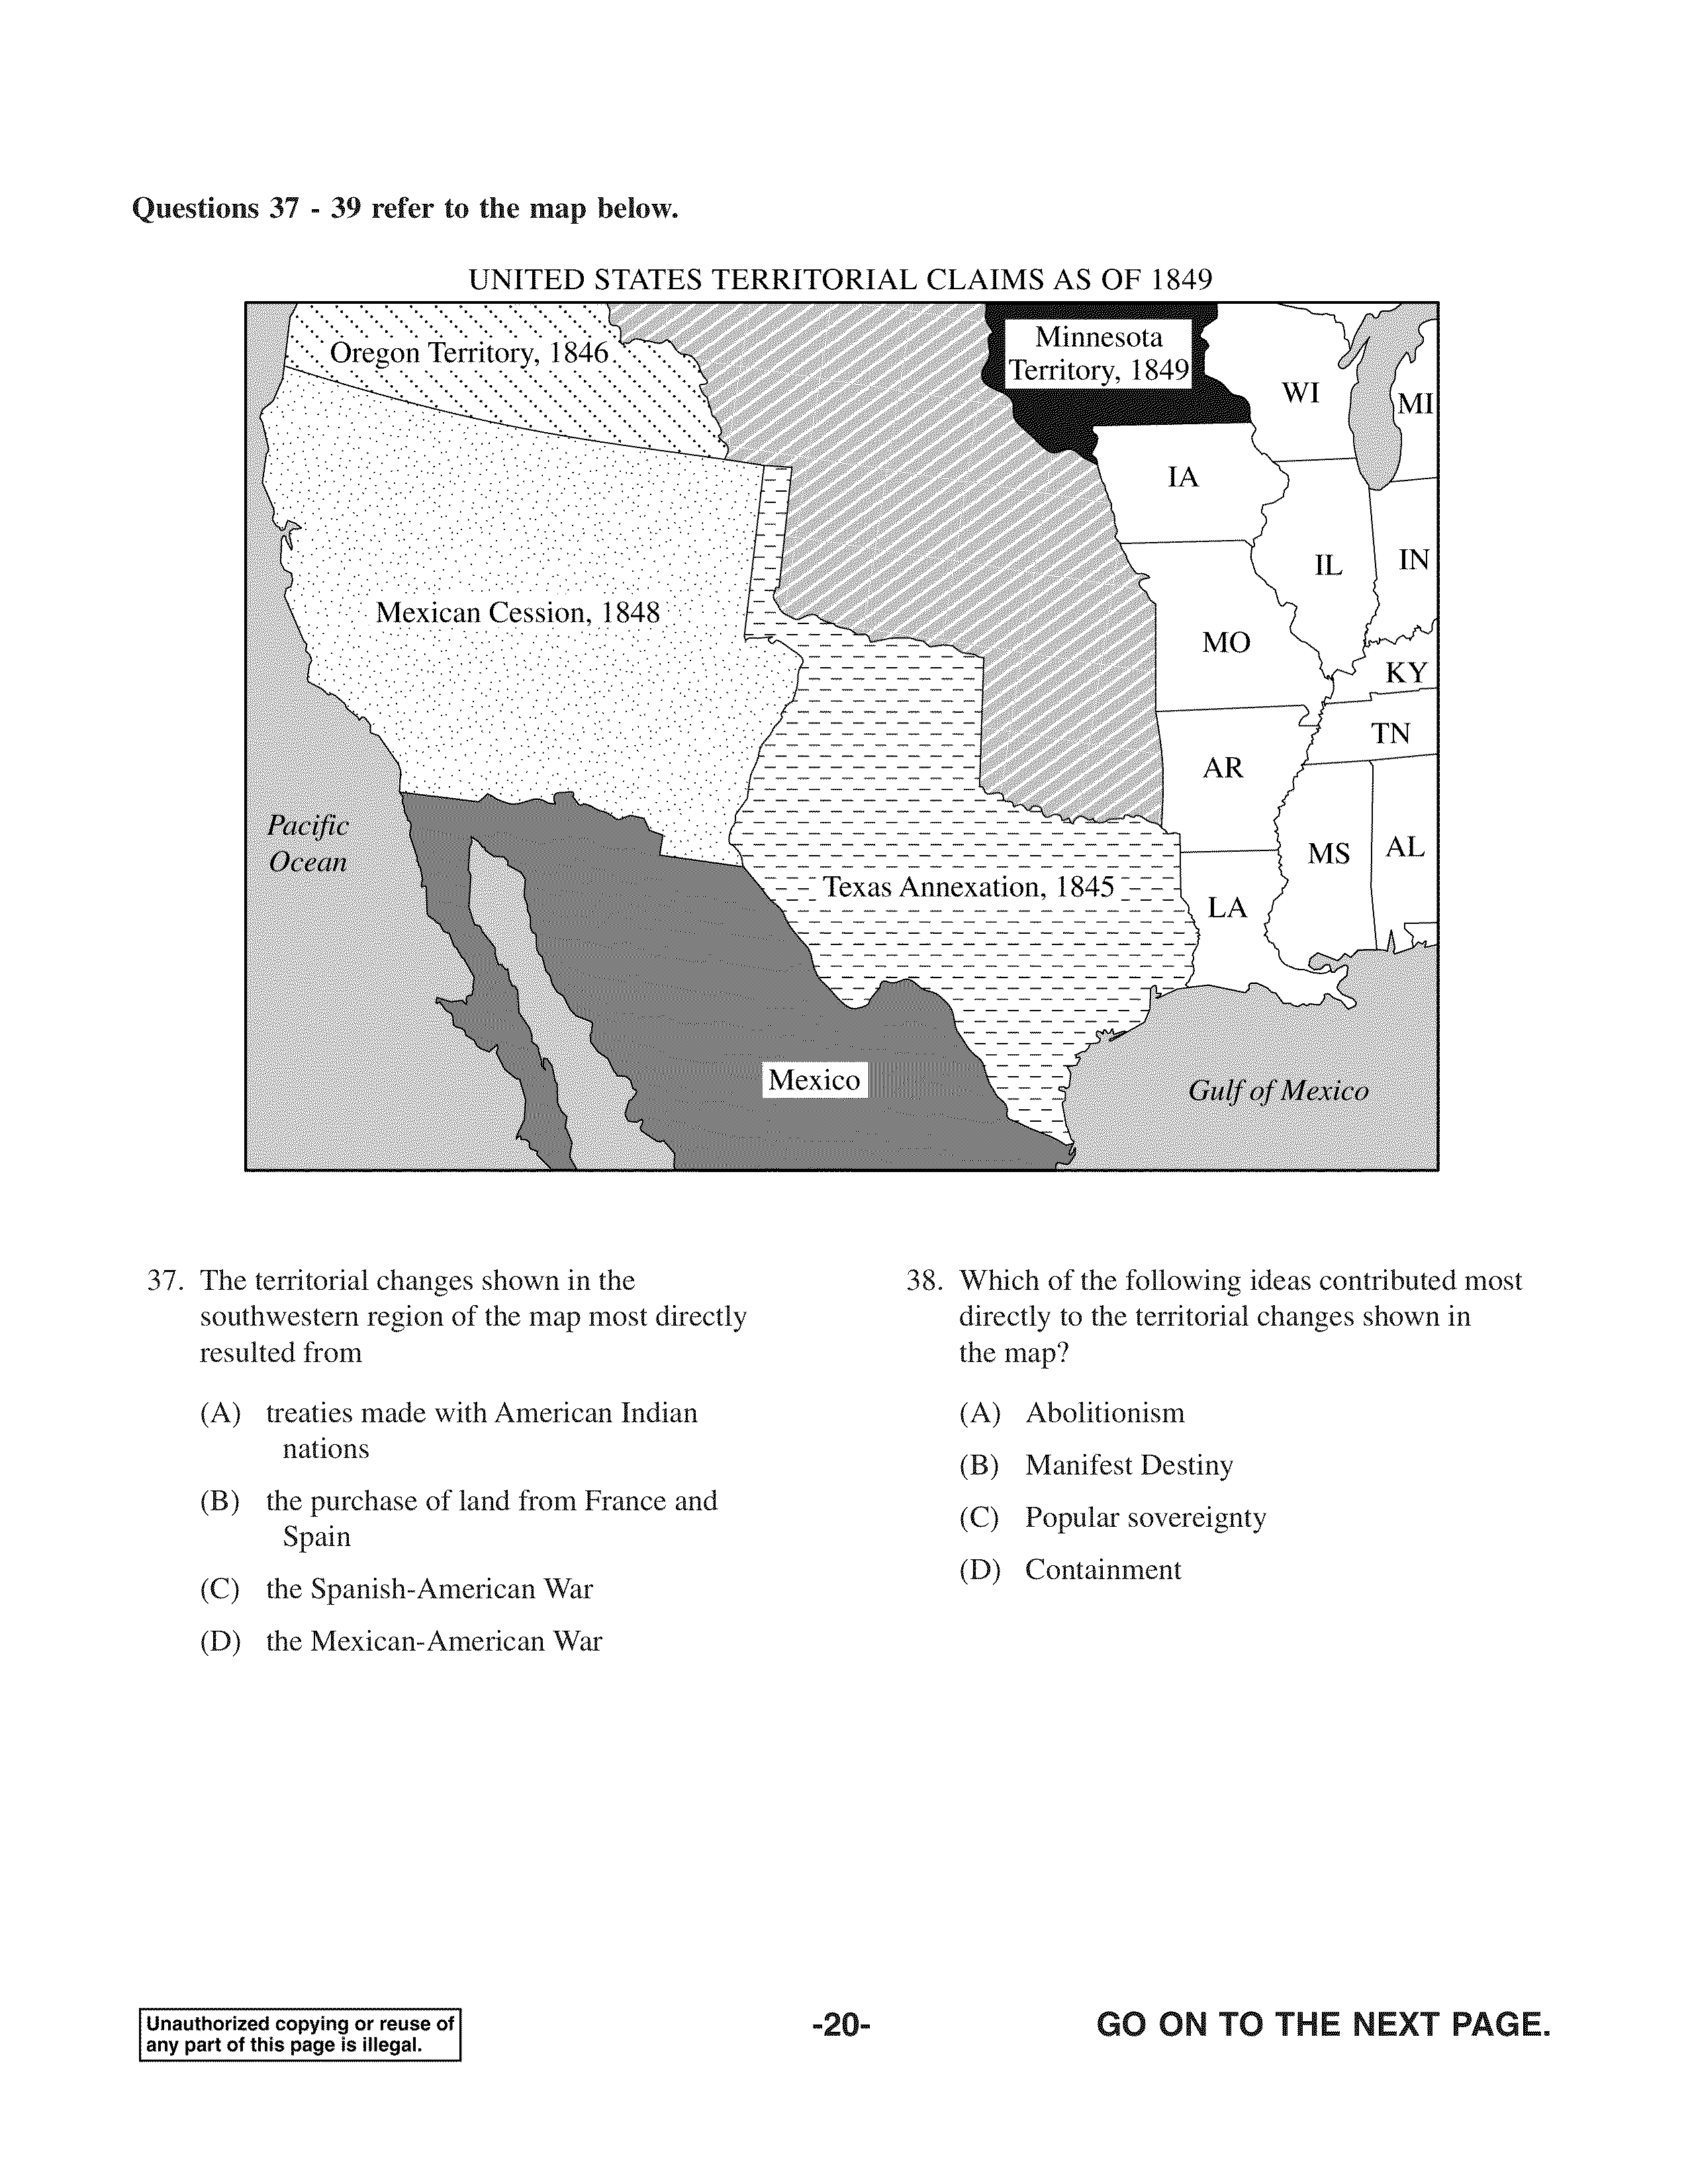 Questions 37 - 39 refer to the map below.
UNITED STATES TERRITORIAL CLAIMS AS OF 1849
Oregon Territory, 1846
Minnesota
Territory, 1849
WI
MI
IA
Mexican Cession, 1848
IL
IN
MO
KY
TN
AR
Pacific
Ocean
MS
AL
Texas Annexation, 1845
LA
Mexico
Gulf of Mexico
37. The territorial changes shown in the
southwestern region of the map most directly
resulted from
(A) treaties made with American Indian
nations
(B) the purchase of land from France and
Spain
(C) the Spanish-American War
(D) the Mexican-American War
38. Which of the following ideas contributed most
directly to the territorial changes shown in
the map?
(A) Abolitionism
(B) Manifest Destiny
(C) Popular sovereignty
(D) Containment
Unauthorized copying or reuse of
any part of this page is illegal.
-20-
GO ON TO THE NEXT PAGE.